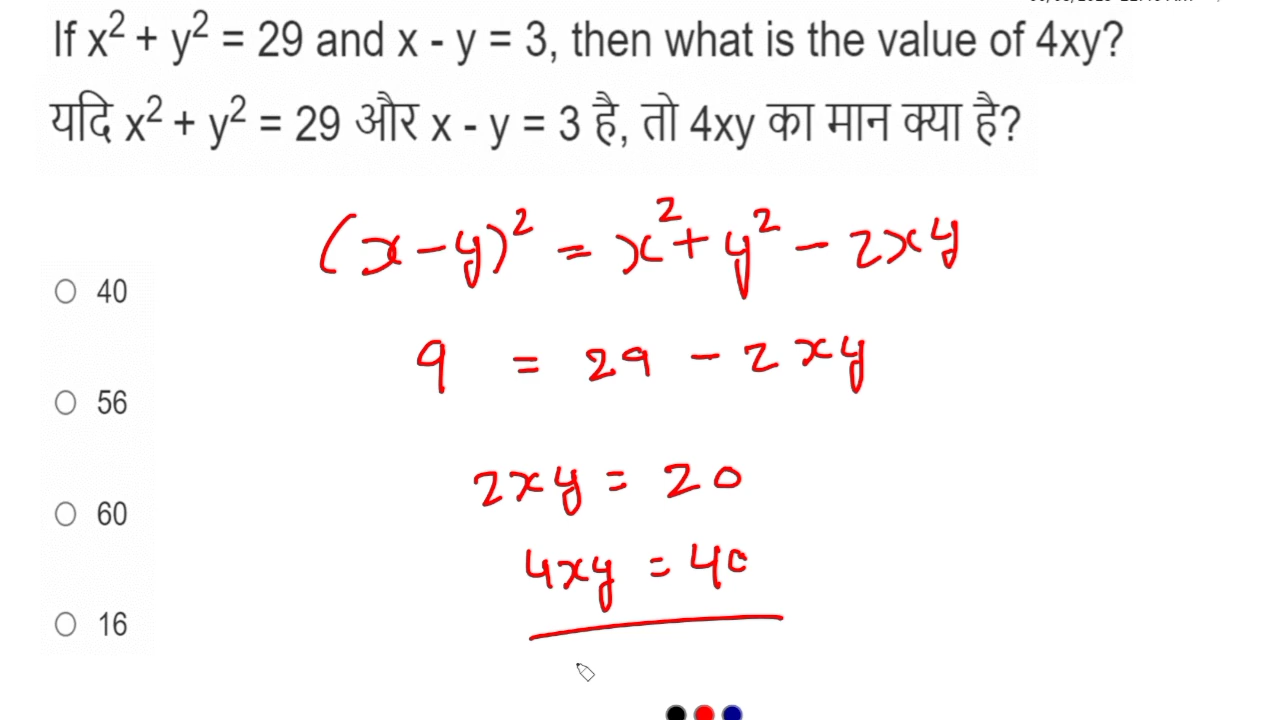 If x² + y² = 29 and x - y = 3, then what is the value of 4xy?
यदि x² + y² = 29 और x - y = 3 है, तो 4xy का मान क्या है?
(x - y)² = x² + y² - 2xy
40
9 = 29 - 2xy
56
2xy = 20
60
4xy = 40
16